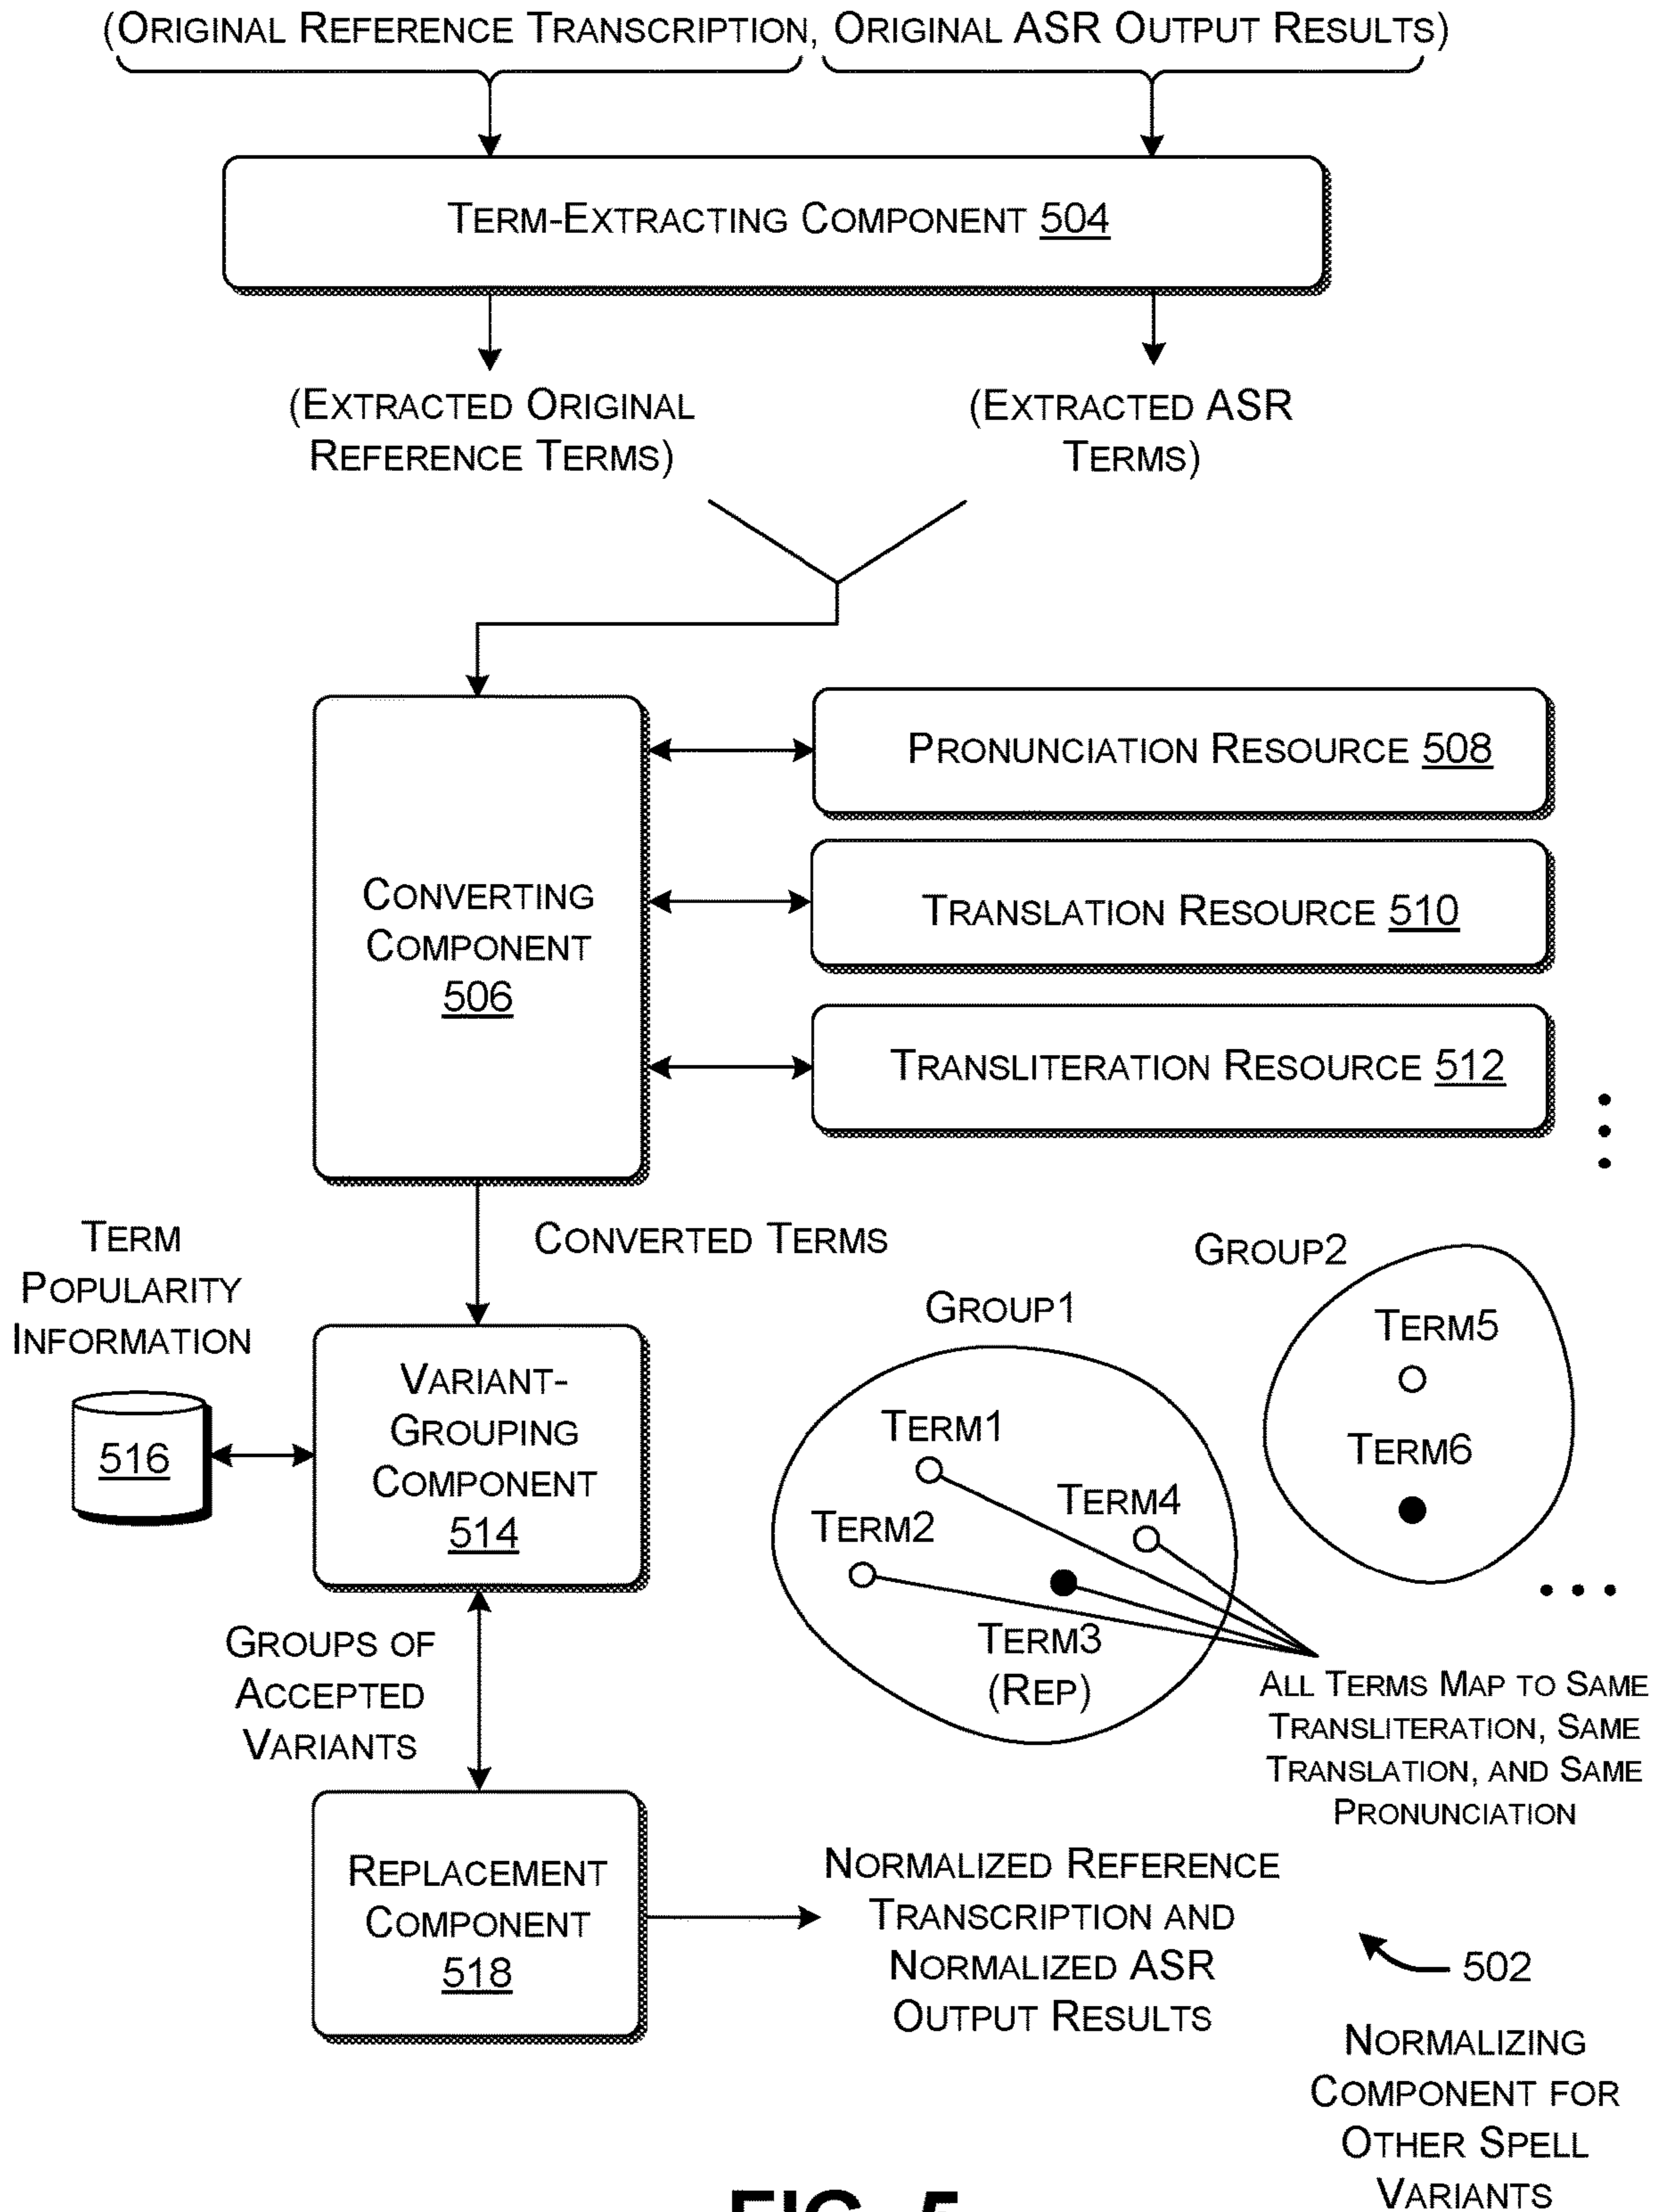 (ORIGINAL REFERENCE TRANSCRIPTION, ORIGINAL ASR OUTPUT RESULTS)
TERM-EXTRACTING COMPONENT 504
(EXTRACTED ORIGINAL
REFERENCE TERMS)
(EXTRACTED ASR
TERMS)
CONVERTING
COMPONENT
506
PRONUNCIATION RESOURCE 508
TRANSLATION RESOURCE 510
TRANSLITERATION RESOURCE 512
CONVERTED TERMS
TERM
POPULARITY
INFORMATION
516
VARIANT-
GROUPING
COMPONENT
514
GROUP1
TERM1
TERM2
TERM4
TERM3
(REP)
GROUP2
TERM5
TERM6
ALL TERMS MAP TO SAME
TRANSLITERATION, SAME
TRANSLATION, AND SAME
PRONUNCIATION
GROUPS OF
ACCEPTED
VARIANTS
REPLACEMENT
COMPONENT
518
NORMALIZED REFERENCE
TRANSCRIPTION AND
NORMALIZED ASR
OUTPUT RESULTS
502
NORMALIZING
COMPONENT FOR
OTHER SPELL
VARIANTS
FIG. 5